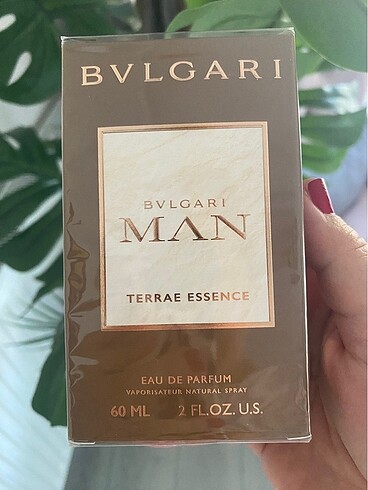 BVLGARI
BVLGARI
MAN
TERRAE ESSENCE
EAU DE PARFUM
VAPORISATEUR NATURAL SPRAY
60 ML 2 FL.OZ. U.S.